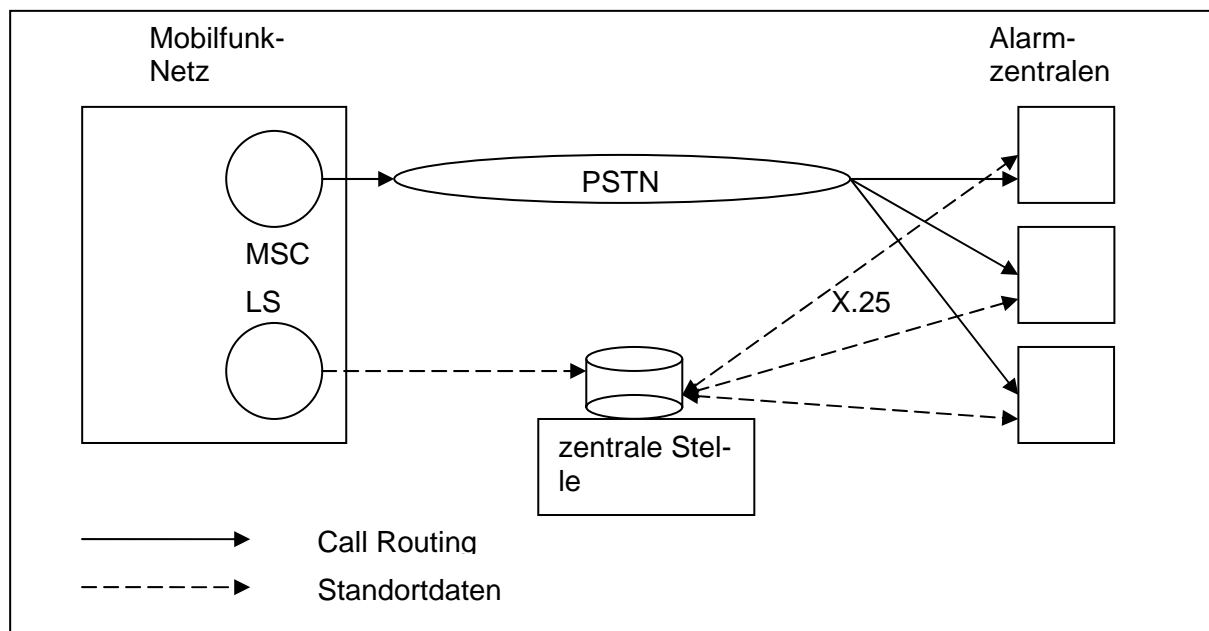 Mobilfunk-
Netz
Alarm-
zentralen
PSTN
MSC
LS
X.25
zentrale Stel-
le
Call Routing
Standortdaten